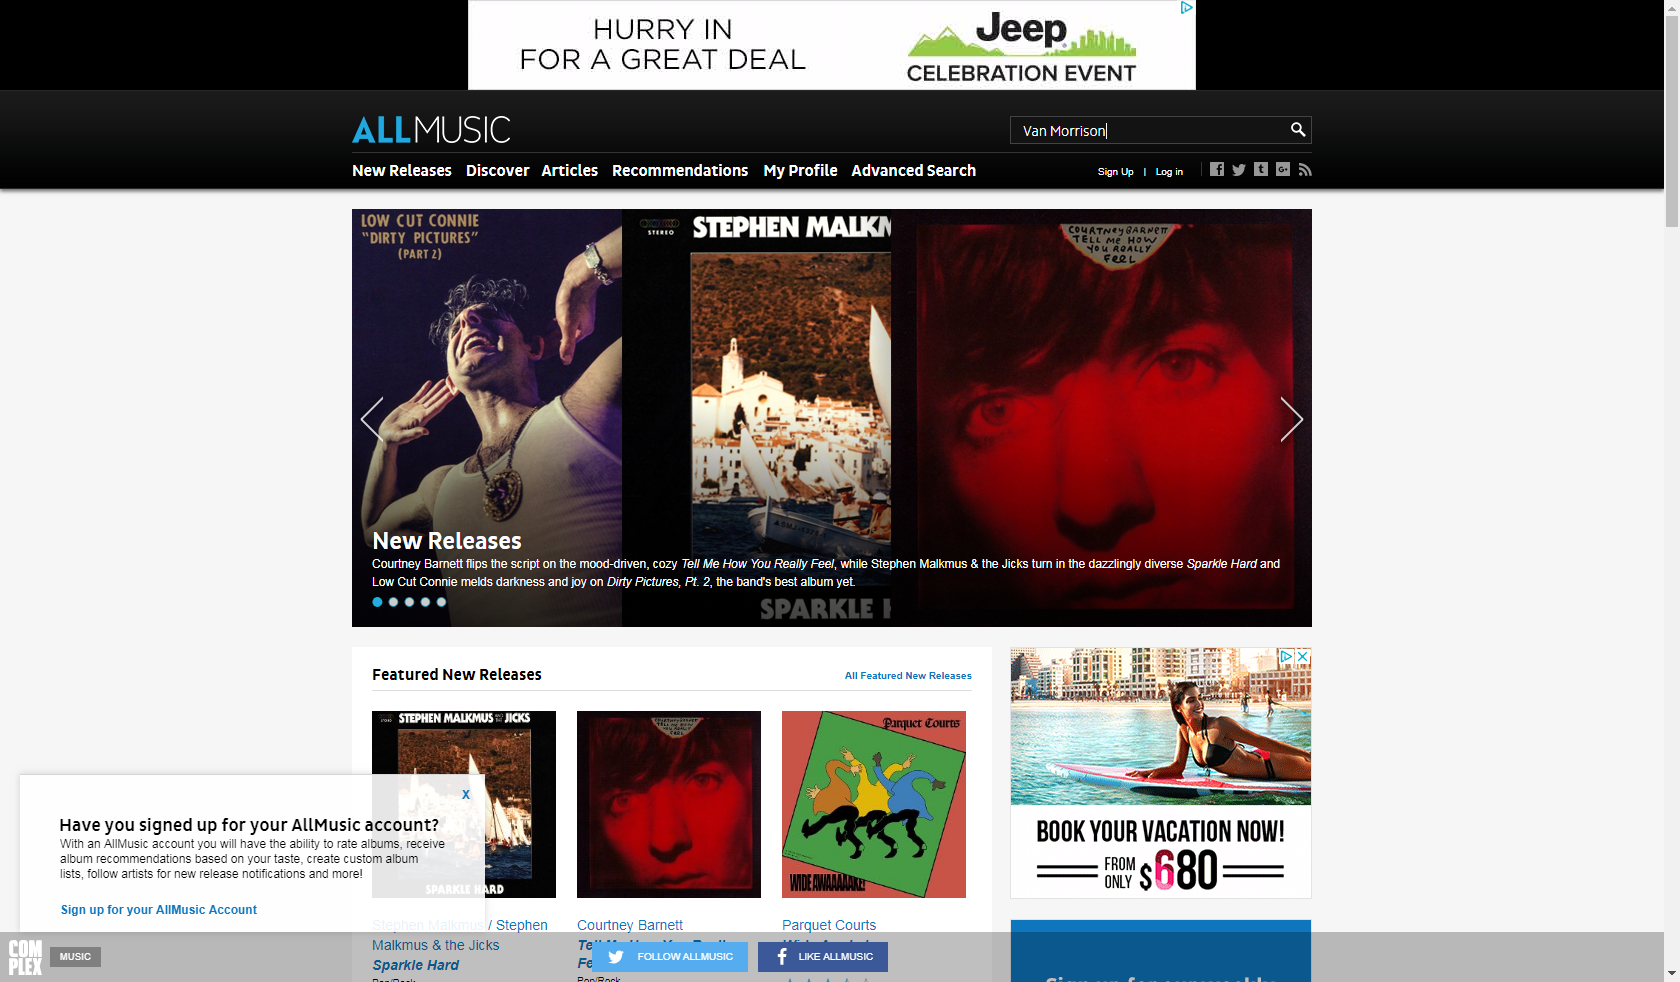 HURRY IN
FOR A GREAT DEAL
Jeep
CELEBRATION EVENT
ALLMUSIC
Van Morrison
New Releases Discover Articles Recommendations My Profile Advanced Search
Sign Up | Log in
LOW CUT CONNIE
"DIRTY PICTURES"
(PART 2)
STEREO
STEPHEN MALKM
COURTNEY BARNETT
TELL ME HOW
YOU REALLY
FEEL
New Releases
Courtney Barnett flips the script on the mood-driven, cozy Tell Me How You Really Feel, while Stephen Malkmus & the Jicks turn in the dazzlingly diverse Sparkle Hard and
Low Cut Connie melds darkness and joy on Dirty Pictures, Pt. 2, the band's best album yet.
SPARKLE H
Featured New Releases
All Featured New Releases
STEPHEN MALKMUS AND THE JICKS
Parquet Courts
WIDE AWAAAAAKE!
SPARKLE HARD
X
Have you signed up for your AllMusic account?
With an AllMusic account you will have the ability to rate albums, receive
album recommendations based on your taste, create custom album
lists, follow artists for new release notifications and more!
Sign up for your AllMusic Account
Stephen Malkmus / Stephen
Malkmus & the Jicks
Sparkle Hard
Pop/Rock
Courtney Barnett
Tell Me How You Really
Fe
Pop/Rock
Parquet Courts
BOOK YOUR VACATION NOW!
FROM
ONLY $680
COMPLEX
MUSIC
FOLLOW ALLMUSIC
LIKE ALLMUSIC